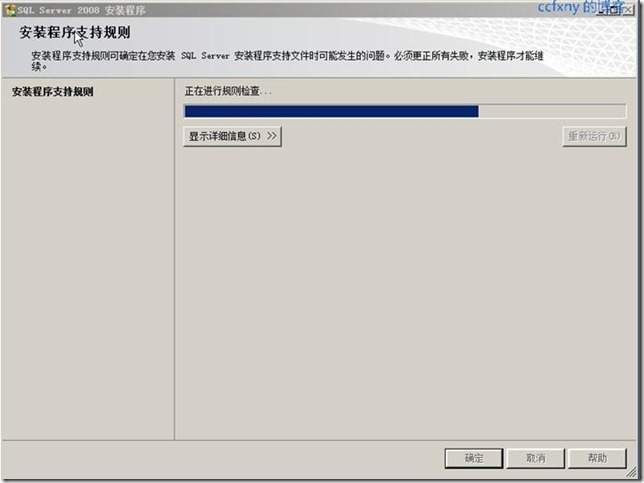 SQL Server 2008 安装程序
ccfxny 的博客
安装程序支持规则
安装程序支持规则可确定在您安装 SQL Server 安装程序支持文件时可能发生的问题。必须更正所有失败，安装程序才能继
续。
安装程序支持规则
正在进行规则检查...
显示详细信息(S) >>
重新运行(R)
确定
取消
帮助